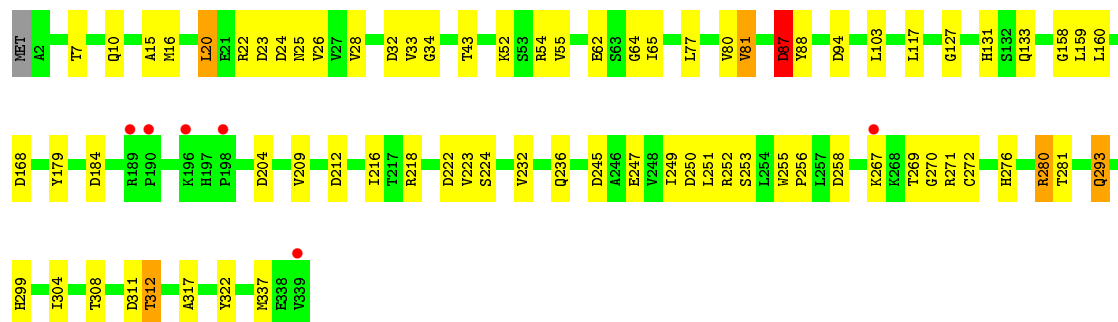 MET A2 T7 Q10 A15 M16 L20 E21 R22 D23 D24 N25 V26 V27 V28 D32 V33 G34 T43 K52 S53 R54 V55 E62 S63 G64 I65 L77 V80 V81 D87 Y88 D94 L103 L117 G127 H131 S132 Q133 G158 L159 L160
D168 Y179 D184 R189 P190 K196 H197 P198 D204 V209 D212 I216 T217 R218 D222 V223 S224 V232 Q236 D245 A246 E247 V248 I249 D250 L251 R252 S253 L254 W255 P256 L257 D258 K267 K268 T269 G270 R271 C272 H276 R280 T281 Q293
H299 I304 T308 D311 T312 A317 Y322 M337 E338 V339